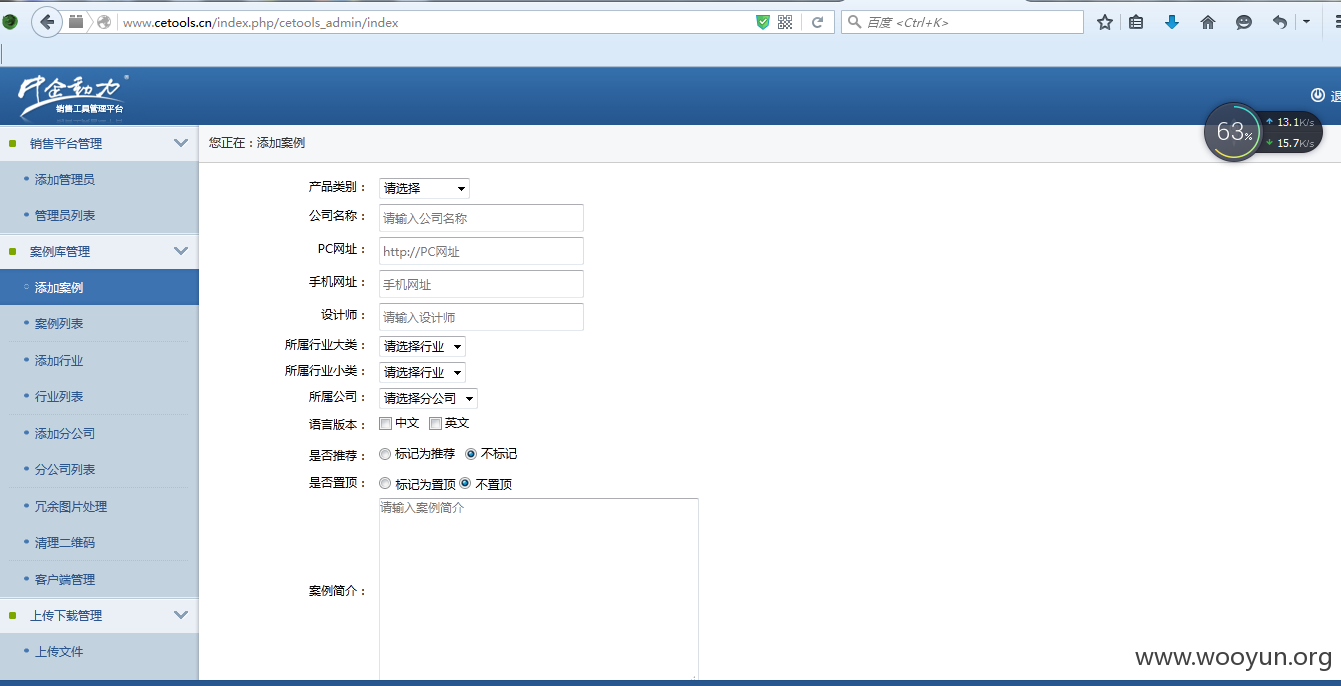 www.cetools.cn/index.php/cetools_admin/index
百度 <Ctrl+K>
中企动力
销售工具管理平台
退
63%
13.1K/s
15.7K/s
销售平台管理
添加管理员
管理员列表
案例库管理
添加案例
案例列表
添加行业
行业列表
添加分公司
分公司列表
冗余图片处理
清理二维码
客户端管理
上传下载管理
上传文件
您正在：添加案例
产品类别： 请选择
公司名称： 请输入公司名称
PC网址： http://PC网址
手机网址： 手机网址
设计师： 请输入设计师
所属行业大类： 请选择行业
所属行业小类： 请选择行业
所属公司： 请选择分公司
语言版本： 中文 英文
是否推荐： 标记为推荐 不标记
是否置顶： 标记为置顶 不置顶
案例简介： 请输入案例简介
www.wooyun.org